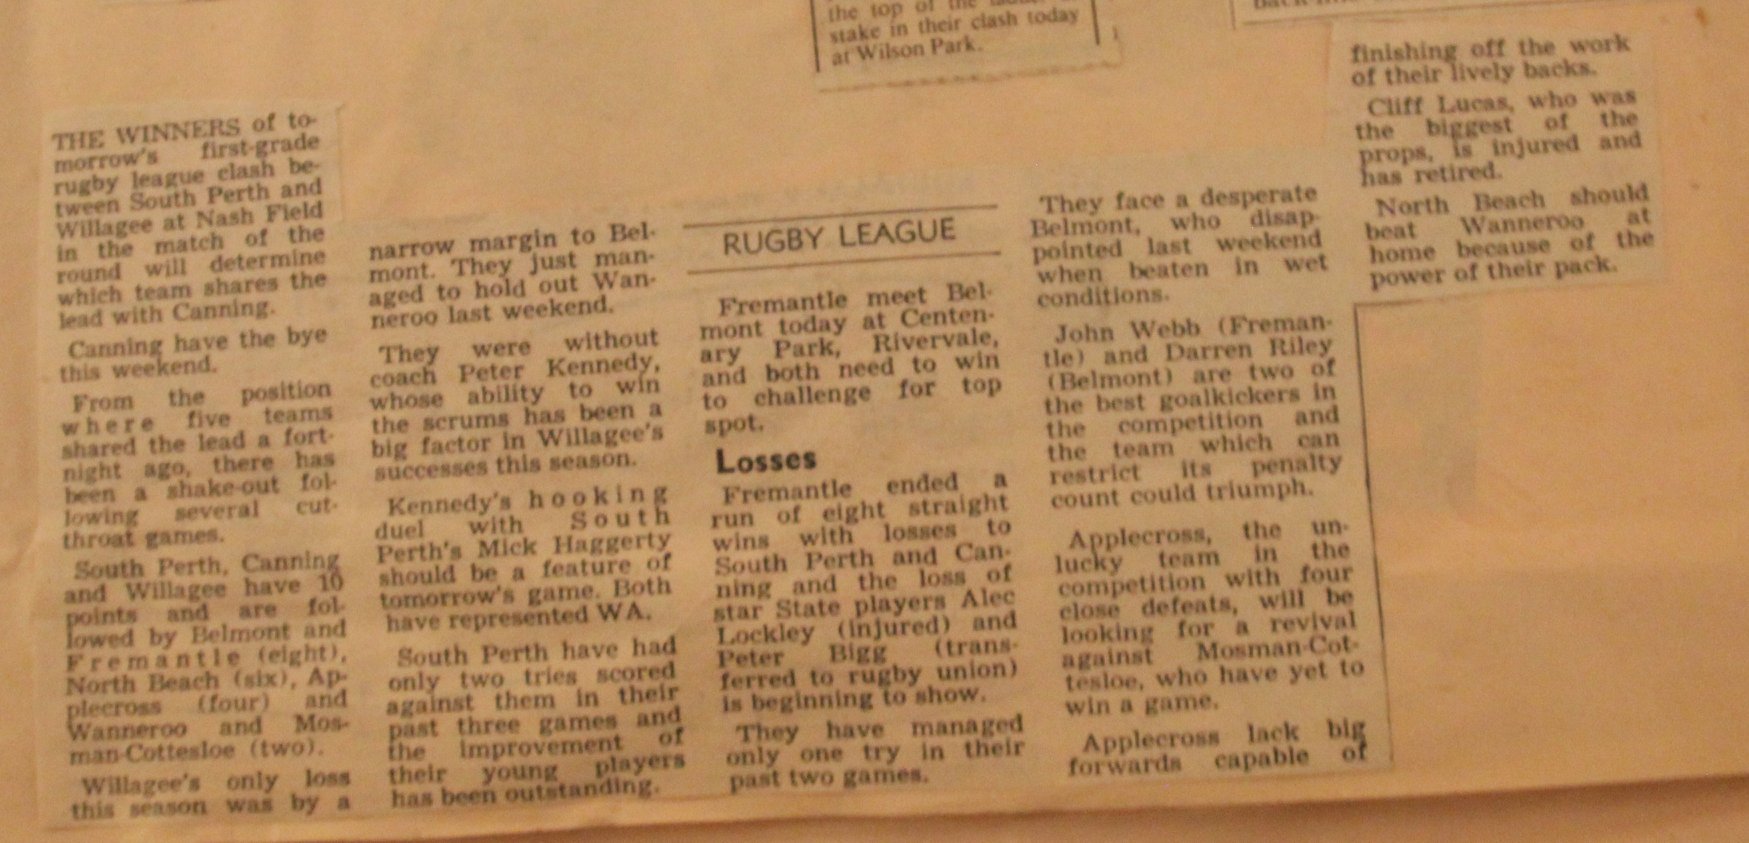 the top of the
stake in their clash today
at Wilson Park.
THE WINNERS of to-
morrow's first-grade
rugby league clash be-
tween South Perth and
Willagee at Nash Field
in the match of the
round will determine
which team shares the
lead with Canning.
Canning have the bye
this weekend.
From the position
where five teams
shared the lead a fort-
night ago, there has
been a shake-out fol-
lowing several cut-
throat games.
South Perth, Canning
and Willagee have 10
points and are fol-
lowed by Belmont and
Fremantle (eight),
North Beach (six), Ap-
plecross (four) and
Wanneroo and Mos-
man-Cottesloe (two).
Willagee's only loss
this season was by a
narrow margin to Bel-
mont. They just man-
aged to hold out Wan-
neroo last weekend.
They were without
coach Peter Kennedy,
whose ability to win
the scrums has been a
big factor in Willagee's
successes this season.
Kennedy's hooking
duel with South
Perth's Mick Haggerty
should be a feature of
tomorrow's game. Both
have represented WA.
South Perth have had
only two tries scored
against them in their
past three games and
the improvement of
their young players
has been outstanding.
RUGBY LEAGUE
Fremantle meet Bel-
mont today at Centen-
ary Park, Rivervale,
and both need to win
to challenge for top
spot.
Losses
Fremantle ended a
run of eight straight
wins with losses to
South Perth and Can-
ning and the loss of
star State players Alec
Lockley (injured) and
Peter Bigg (trans-
ferred to rugby union)
is beginning to show.
They have managed
only one try in their
past two games.
They face a desperate
Belmont, who disap-
pointed last weekend
when beaten in wet
conditions.
John Webb (Freman-
tle) and Darren Riley
(Belmont) are two of
the best goalkickers in
the competition and
the team which can
restrict its penalty
count could triumph.
Applecross, the un-
lucky team in the
competition with four
close defeats, will be
looking for a revival
against Mosman-Cot-
tesloe, who have yet to
win a game.
Applecross lack big
forwards capable of
finishing off the work
of their lively backs.
Cliff Lucas, who was
the biggest of the
props, is injured and
has retired.
North Beach should
beat Wanneroo at
home because of the
power of their pack.